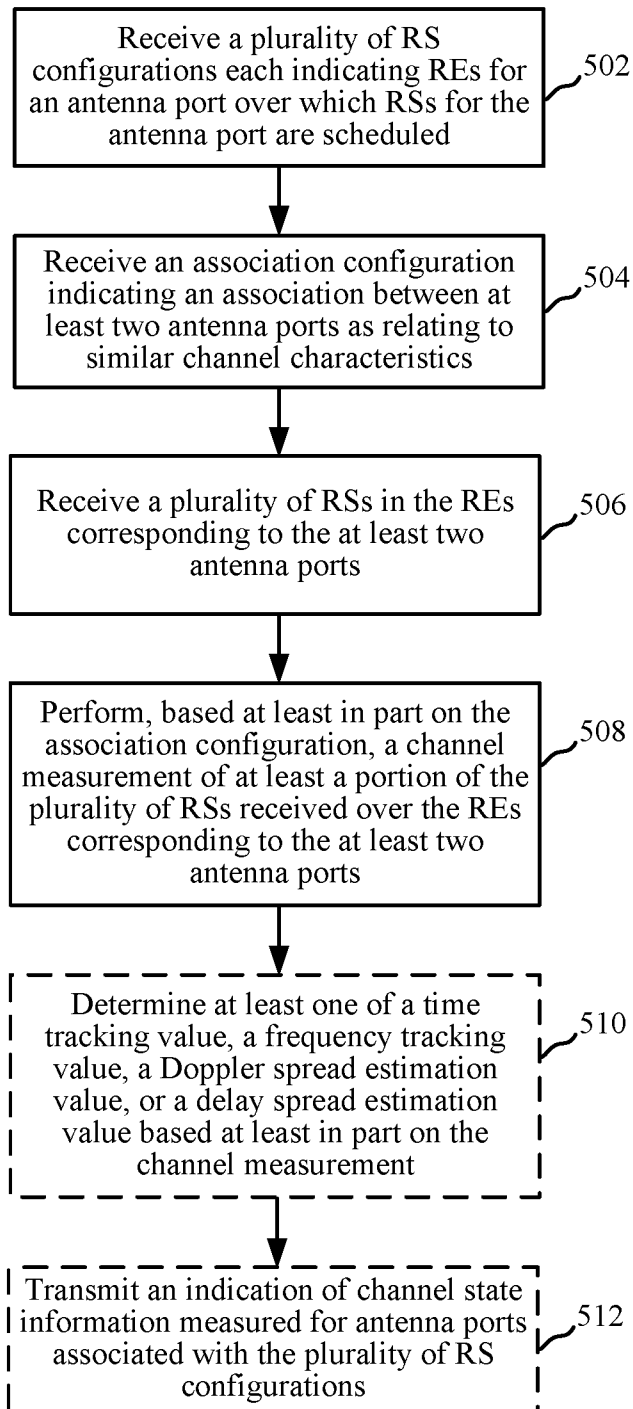 Receive a plurality of RS
configurations each indicating REs for
an antenna port over which RSs for the
antenna port are scheduled
502
Receive an association configuration
indicating an association between at
least two antenna ports as relating to
similar channel characteristics
504
Receive a plurality of RSs in the REs
corresponding to the at least two
antenna ports
506
Perform, based at least in part on the
association configuration, a channel
measurement of at least a portion of the
plurality of RSs received over the REs
corresponding to the at least two
antenna ports
508
Determine at least one of a time
tracking value, a frequency tracking
value, a Doppler spread estimation
value, or a delay spread estimation
value based at least in part on the
channel measurement
510
Transmit an indication of channel state
information measured for antenna ports
associated with the plurality of RS
configurations
512